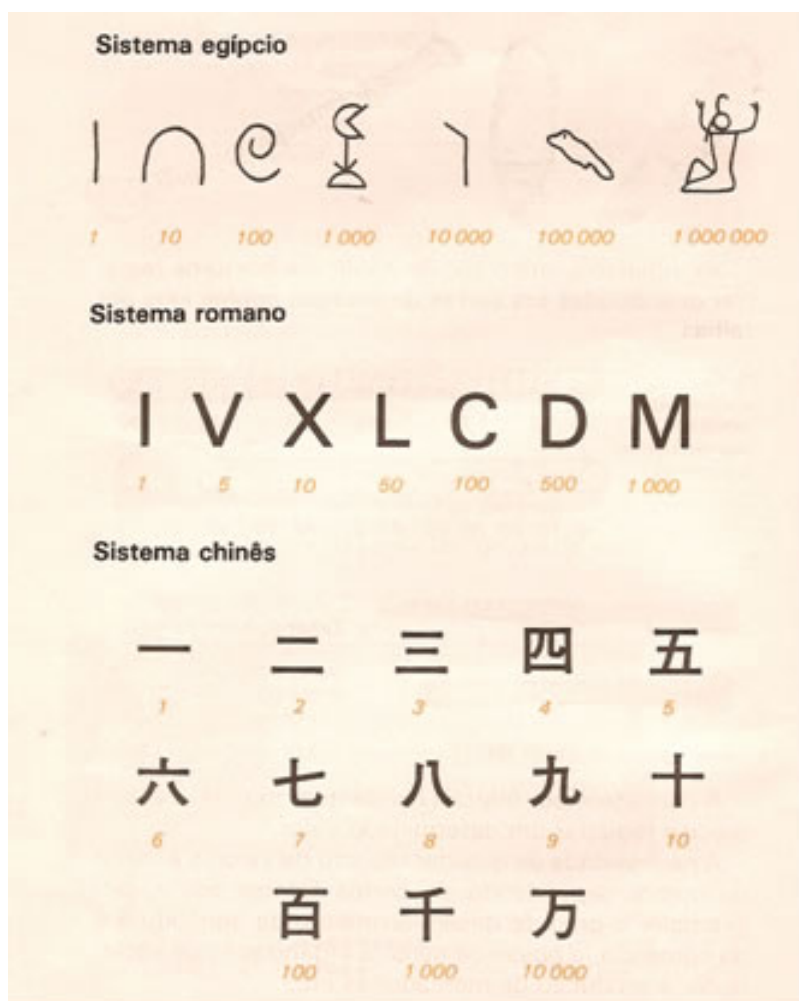 Sistema egípcio
1 10 100 1 000 10 000 100 000 1 000 000
Sistema romano
I V X L C D M
1 5 10 50 100 500 1 000
Sistema chinês
一 二 三 四 五
1 2 3 4 5
六 七 八 九 十
6 7 8 9 10
百 千 万
100 1 000 10 000